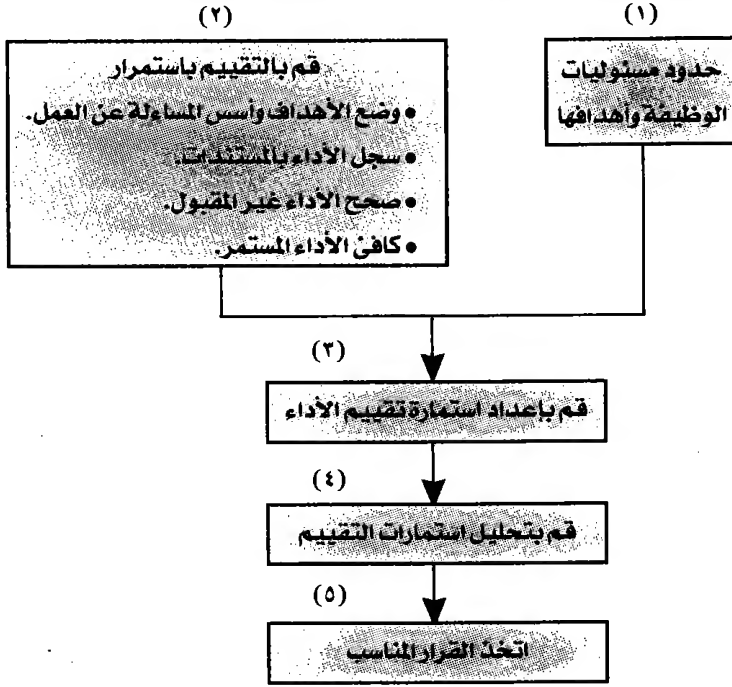 (١)
حدود مسئوليات
الوظيفة وأهدافها
(٢)
قم بالتقييم باستمرار
• وضع الأهداف وأسس المساءلة عن العمل.
• سجل الأداء بالمستندات.
• صحح الأداء غير المقبول.
• كافئ الأداء المستمر.
(٣)
قم بإعداد استمارة تقييم الأداء
(٤)
قم بتحليل استمارات التقييم
(٥)
اتخذ القرار المناسب